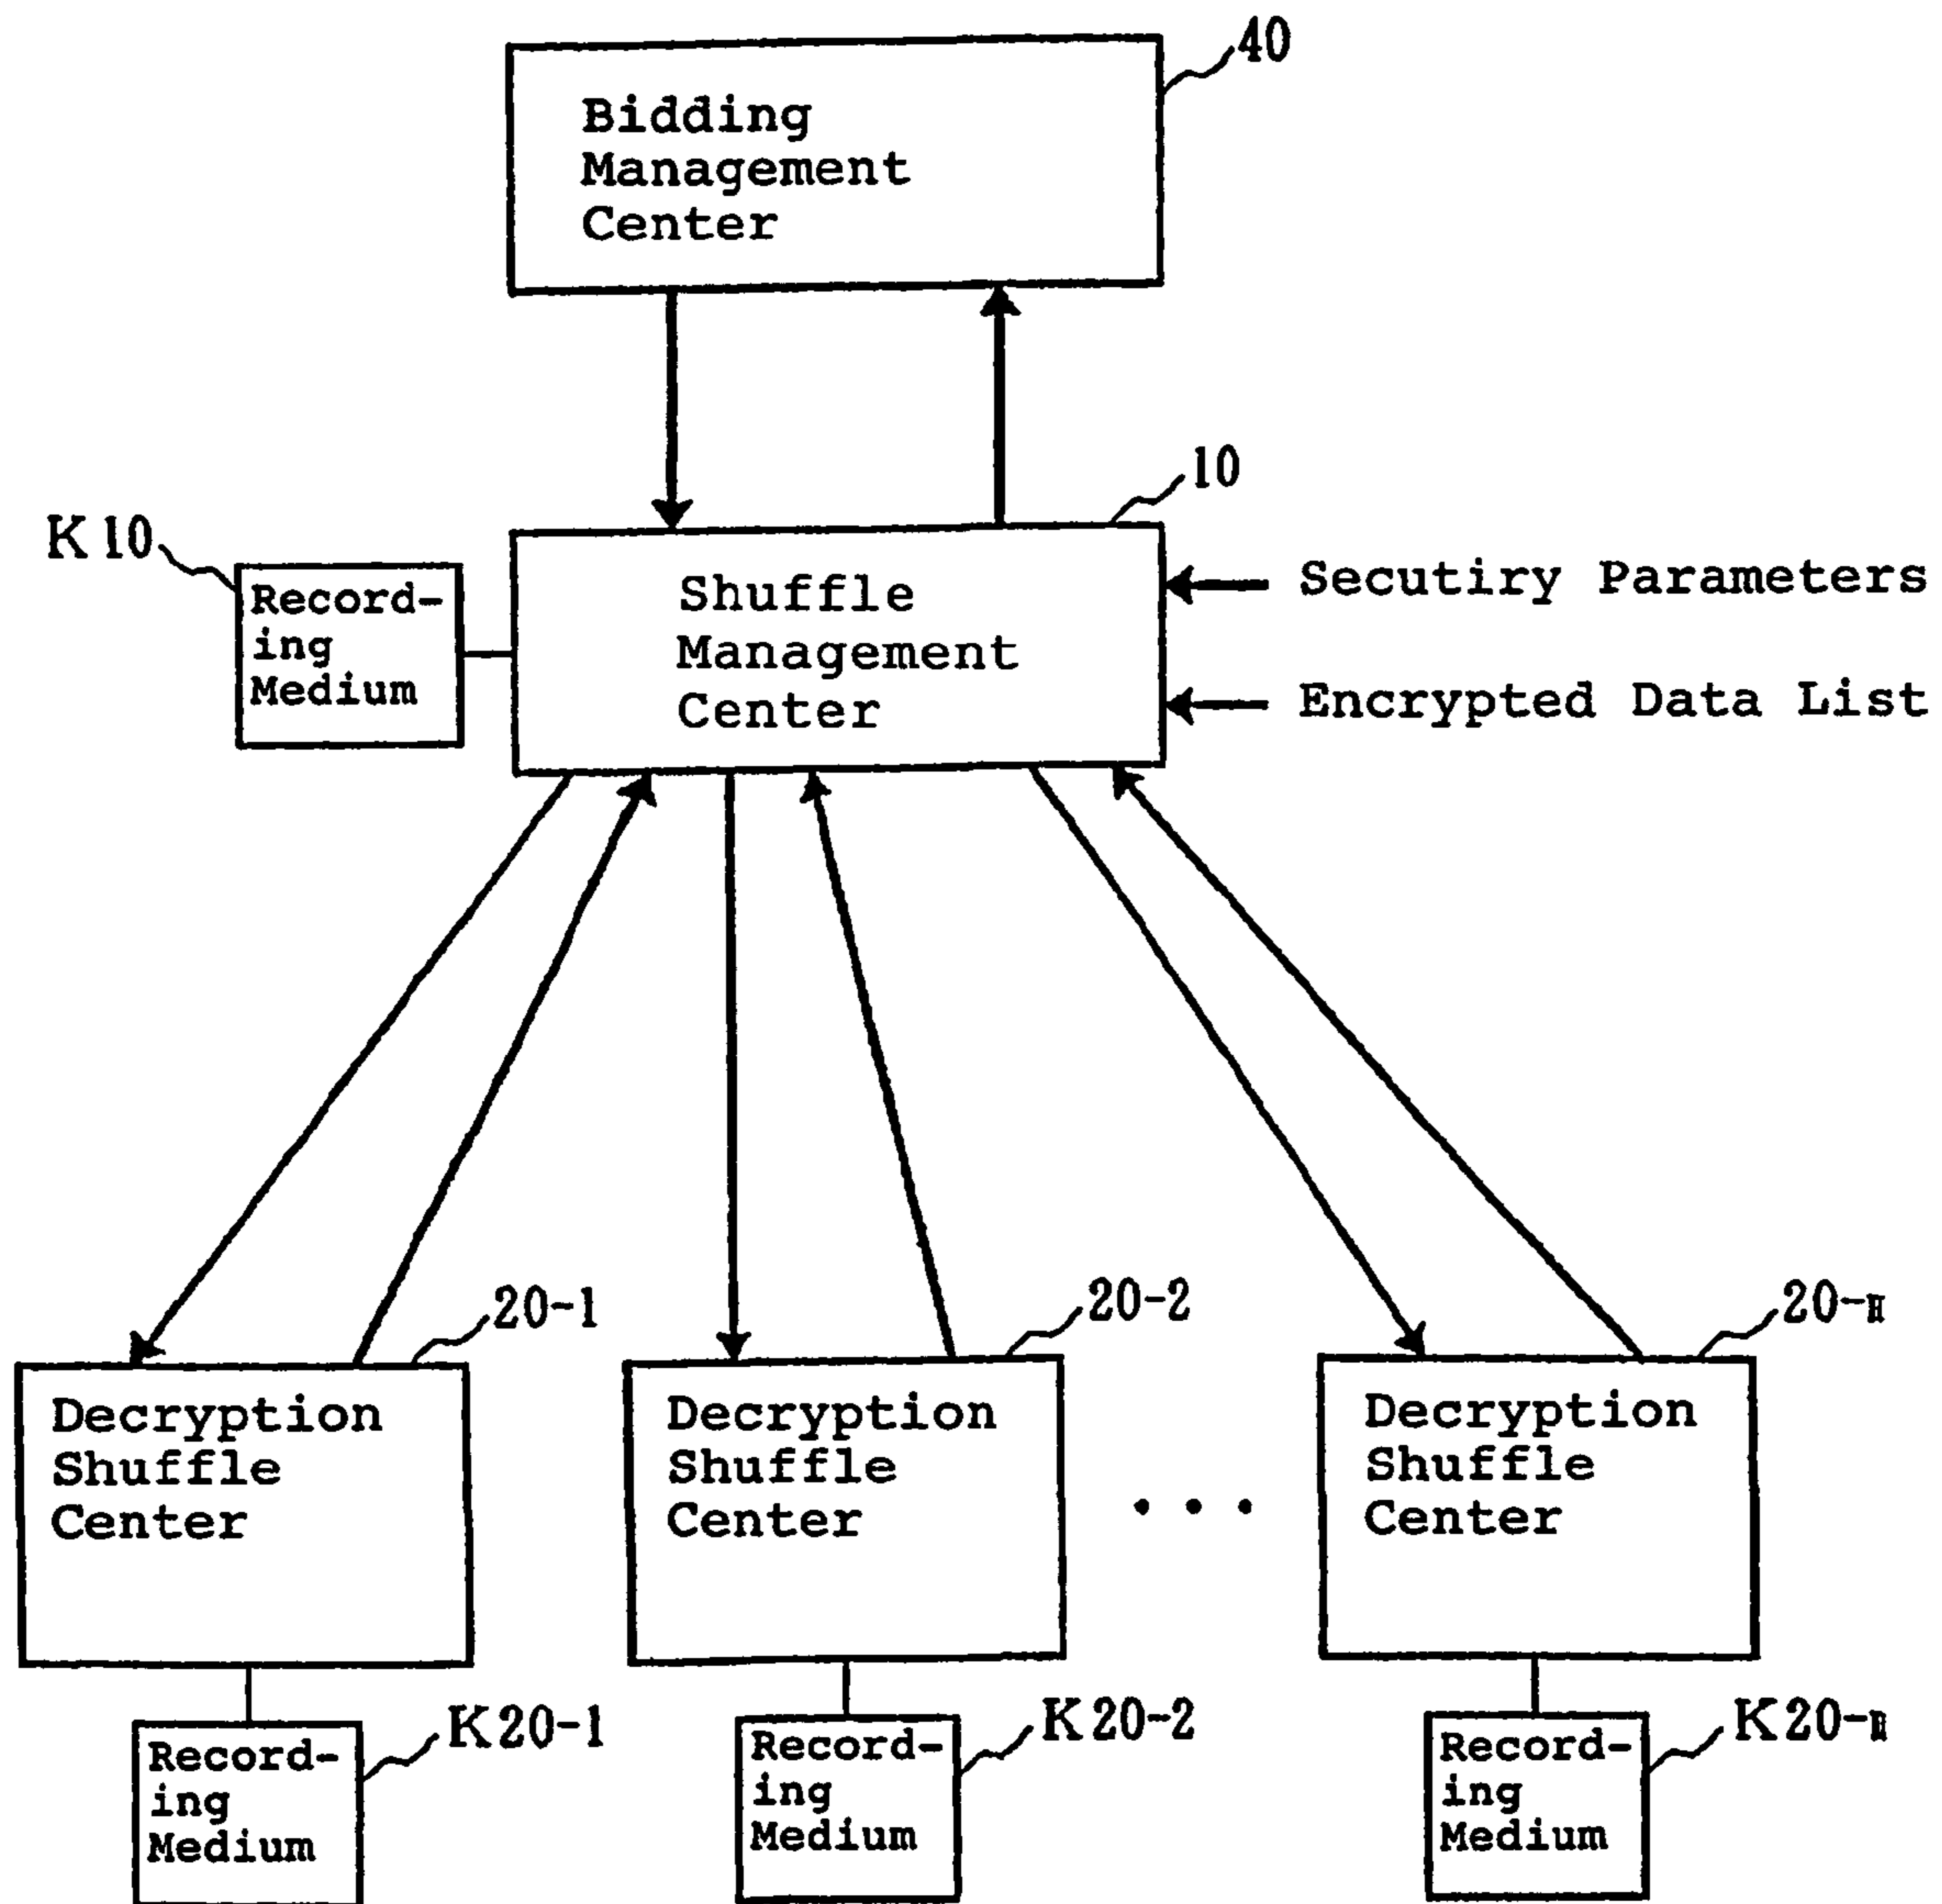 40
Bidding
Management
Center
10
K10
Record-
ing
Medium
Shuffle
Management
Center
Secutiry Parameters
Encrypted Data List
20-1
20-2
20-n
Decryption
Shuffle
Center
Decryption
Shuffle
Center
• • •
Decryption
Shuffle
Center
K20-1
K20-2
K20-n
Record-
ing
Medium
Record-
ing
Medium
Record-
ing
Medium